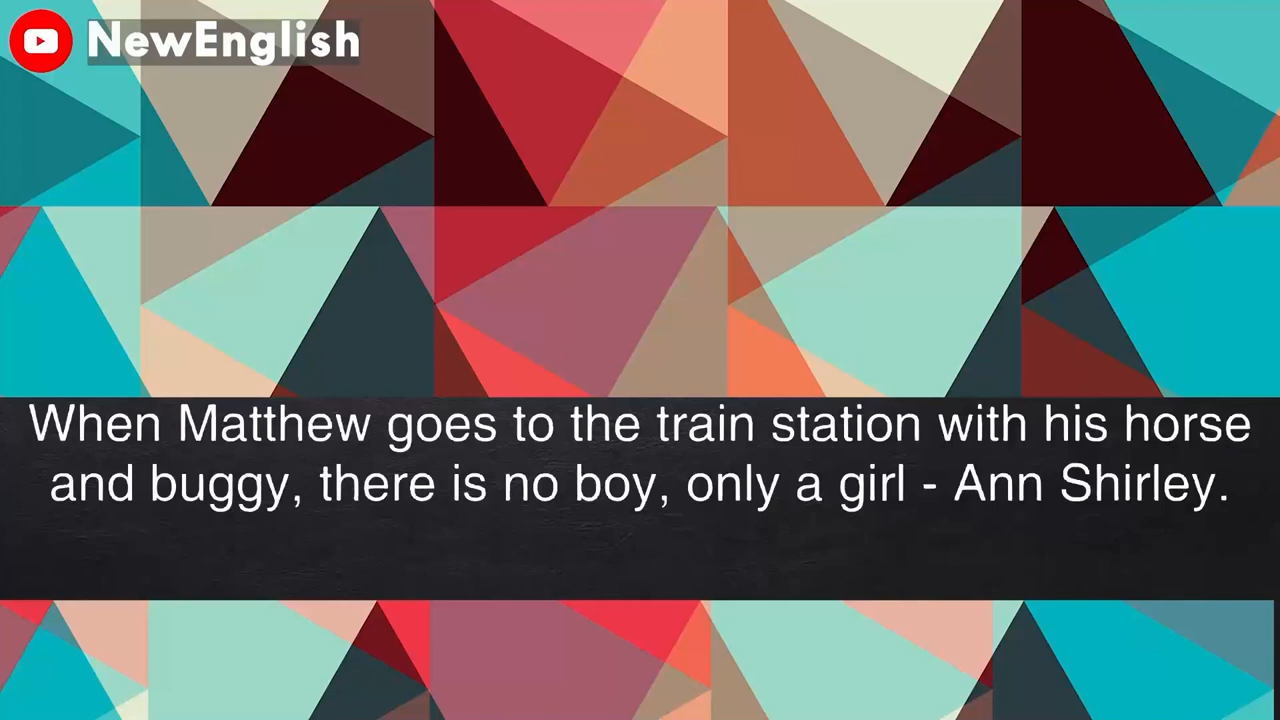 NewEnglish
When Matthew goes to the train station with his horse
and buggy, there is no boy, only a girl - Ann Shirley.